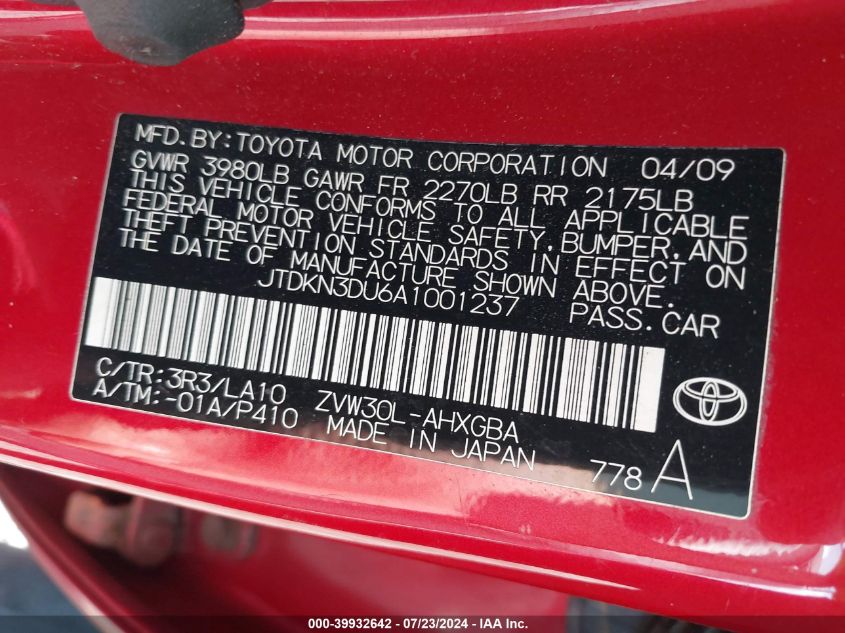 MFD.BY:TOYOTA MOTOR CORPORATION 04/09
GVWR 3980LB GAWR FR 2270LB RR 2175LB
THIS VEHICLE CONFORMS TO ALL APPLICABLE
FEDERAL MOTOR VEHICLE SAFETY,BUMPER,AND
THEFT PREVENTION STANDARDS IN EFFECT ON
THE DATE OF MANUFACTURE SHOWN ABOVE.
JTDKN3DU6A1001237 PASS.CAR
C/TR:3R3/LA10 ZVW30L-AHXGBA
A/TM:-01A/P410 MADE IN JAPAN 778 A
000-39932642 - 07/23/2024 - IAA Inc.